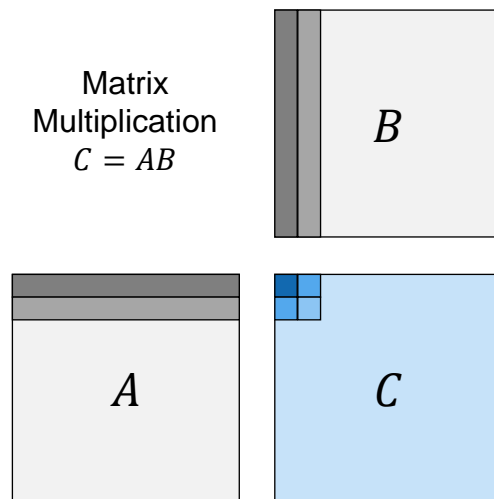 Matrix
Multiplication
𝐶 = 𝐴𝐵
𝐵
𝐴
𝐶